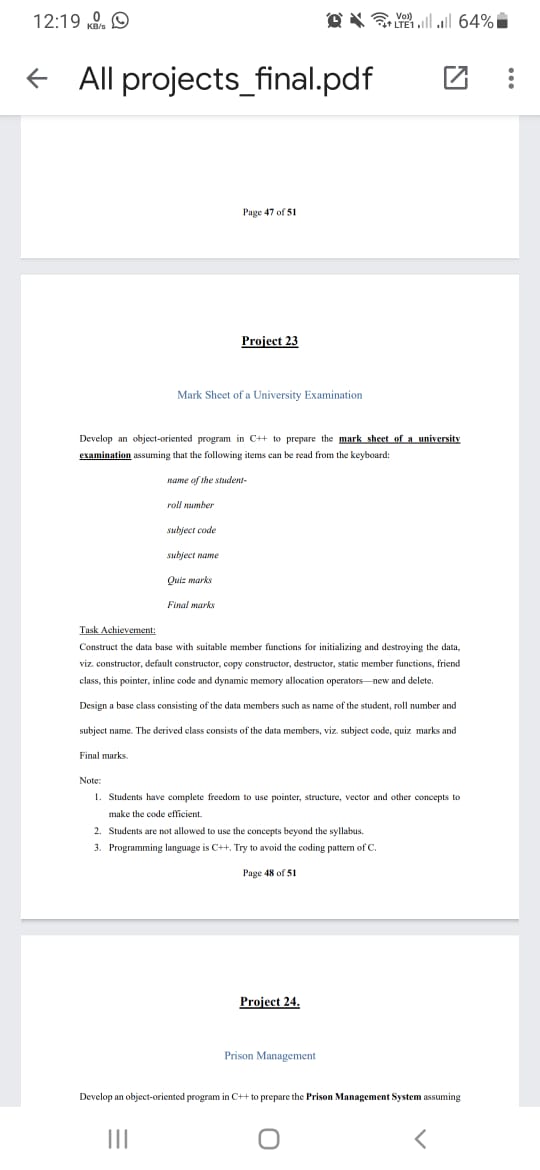 12:19 0 KB/s
Vo)) LTE1 64%
All projects_final.pdf
Page 47 of 51
Project 23
Mark Sheet of a University Examination
Develop an object-oriented program in C++ to prepare the mark sheet of a university
examination assuming that the following items can be read from the keyboard:
name of the student-
roll number
subject code
subject name
Quiz marks
Final marks
Task Achievement:
Construct the data base with suitable member functions for initializing and destroying the data,
viz. constructor, default constructor, copy constructor, destructor, static member functions, friend
class, this pointer, inline code and dynamic memory allocation operators—new and delete.
Design a base class consisting of the data members such as name of the student, roll number and
subject name. The derived class consists of the data members, viz. subject code, quiz marks and
Final marks.
Note:
1. Students have complete freedom to use pointer, structure, vector and other concepts to
make the code efficient.
2. Students are not allowed to use the concepts beyond the syllabus.
3. Programming language is C++. Try to avoid the coding pattern of C.
Page 48 of 51
Project 24.
Prison Management
Develop an object-oriented program in C++ to prepare the Prison Management System assuming